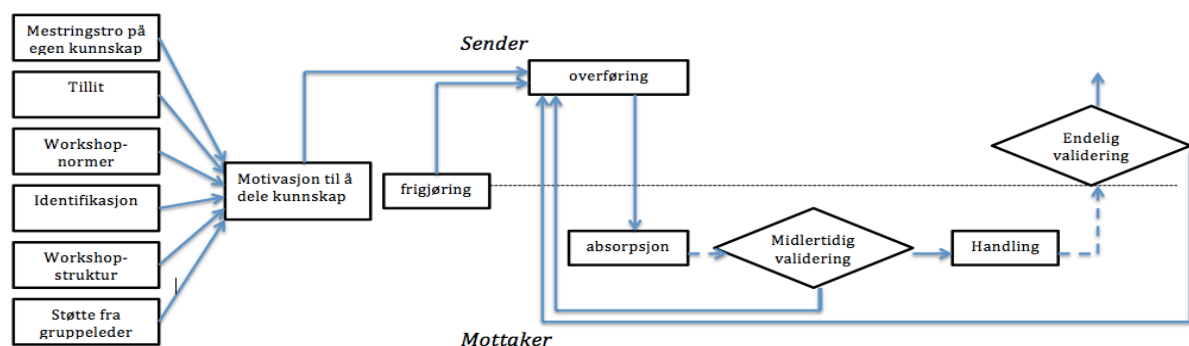 Mestringstro på
egen kunnskap
Tillit
Workshop-
normer
Identifikasjon
Workshop-
struktur
Støtte fra
gruppeleder
Motivasjon til å
dele kunnskap
frigjøring
Sender
overføring
absorpsjon
Midlertidig
validering
Handling
Endelig
validering
Mottaker